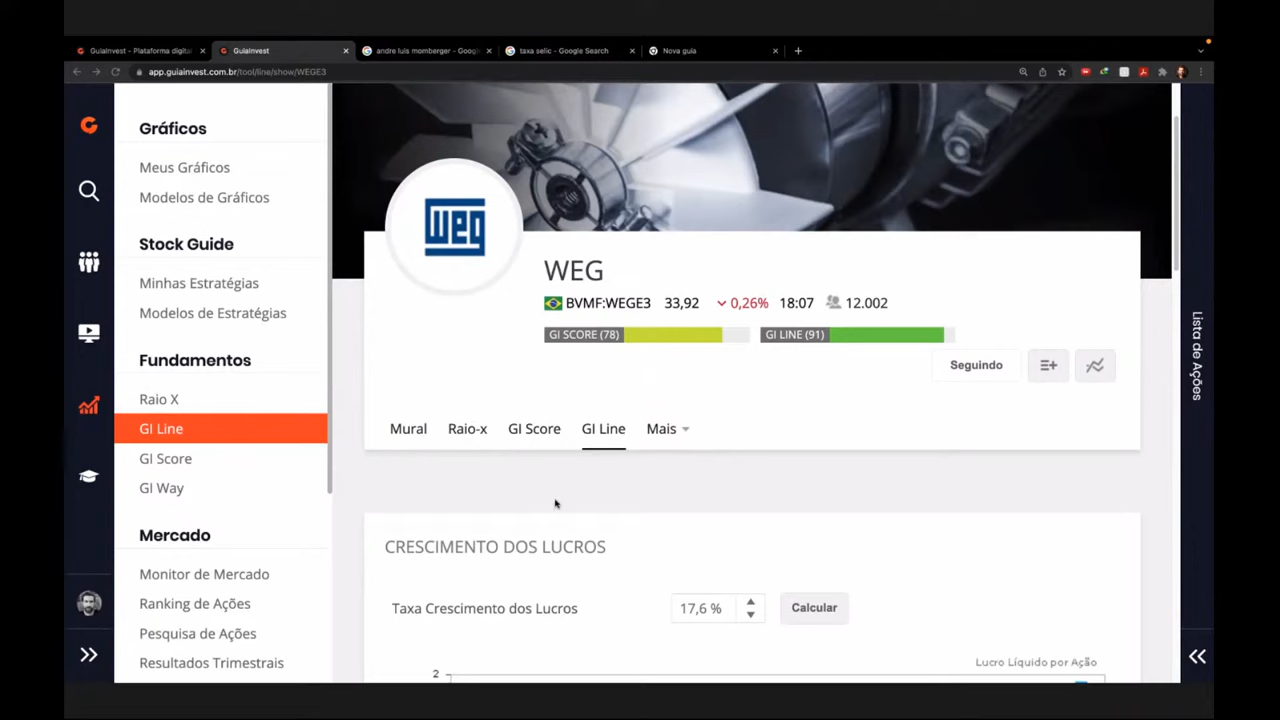 GuiaInvest - Plataforma digital
GuiaInvest
andre luis momberger - Goog
taxa selic - Google Search
Nova guia
app.guiainvest.com.br/tool/line/show/WEGE3
Gráficos
Meus Gráficos
Modelos de Gráficos
Stock Guide
Minhas Estratégias
Modelos de Estratégias
Fundamentos
Raio X
GI Line
GI Score
GI Way
Mercado
Monitor de Mercado
Ranking de Ações
Pesquisa de Ações
Resultados Trimestrais
weg
WEG
BVMF:WEGE3 33,92 0,26% 18:07 12.002
GI SCORE (78) GI LINE (91)
Seguindo
Mural Raio-x GI Score GI Line Mais
CRESCIMENTO DOS LUCROS
Taxa Crescimento dos Lucros 17,6 % Calcular
Lucro Líquido por Ação
2
Lista de Ações